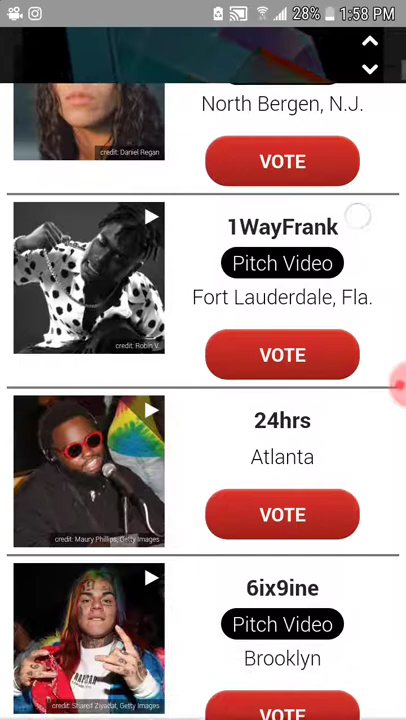 28% 1:58 PM
North Bergen, N.J.
credit: Daniel Regan
VOTE
1WayFrank
Pitch Video
Fort Lauderdale, Fla.
credit: Robin V.
VOTE
24hrs
Atlanta
VOTE
credit: Maury Phillips, Getty Images
6ix9ine
Pitch Video
Brooklyn
credit: Shareif Ziyadat, Getty Images
VOTE